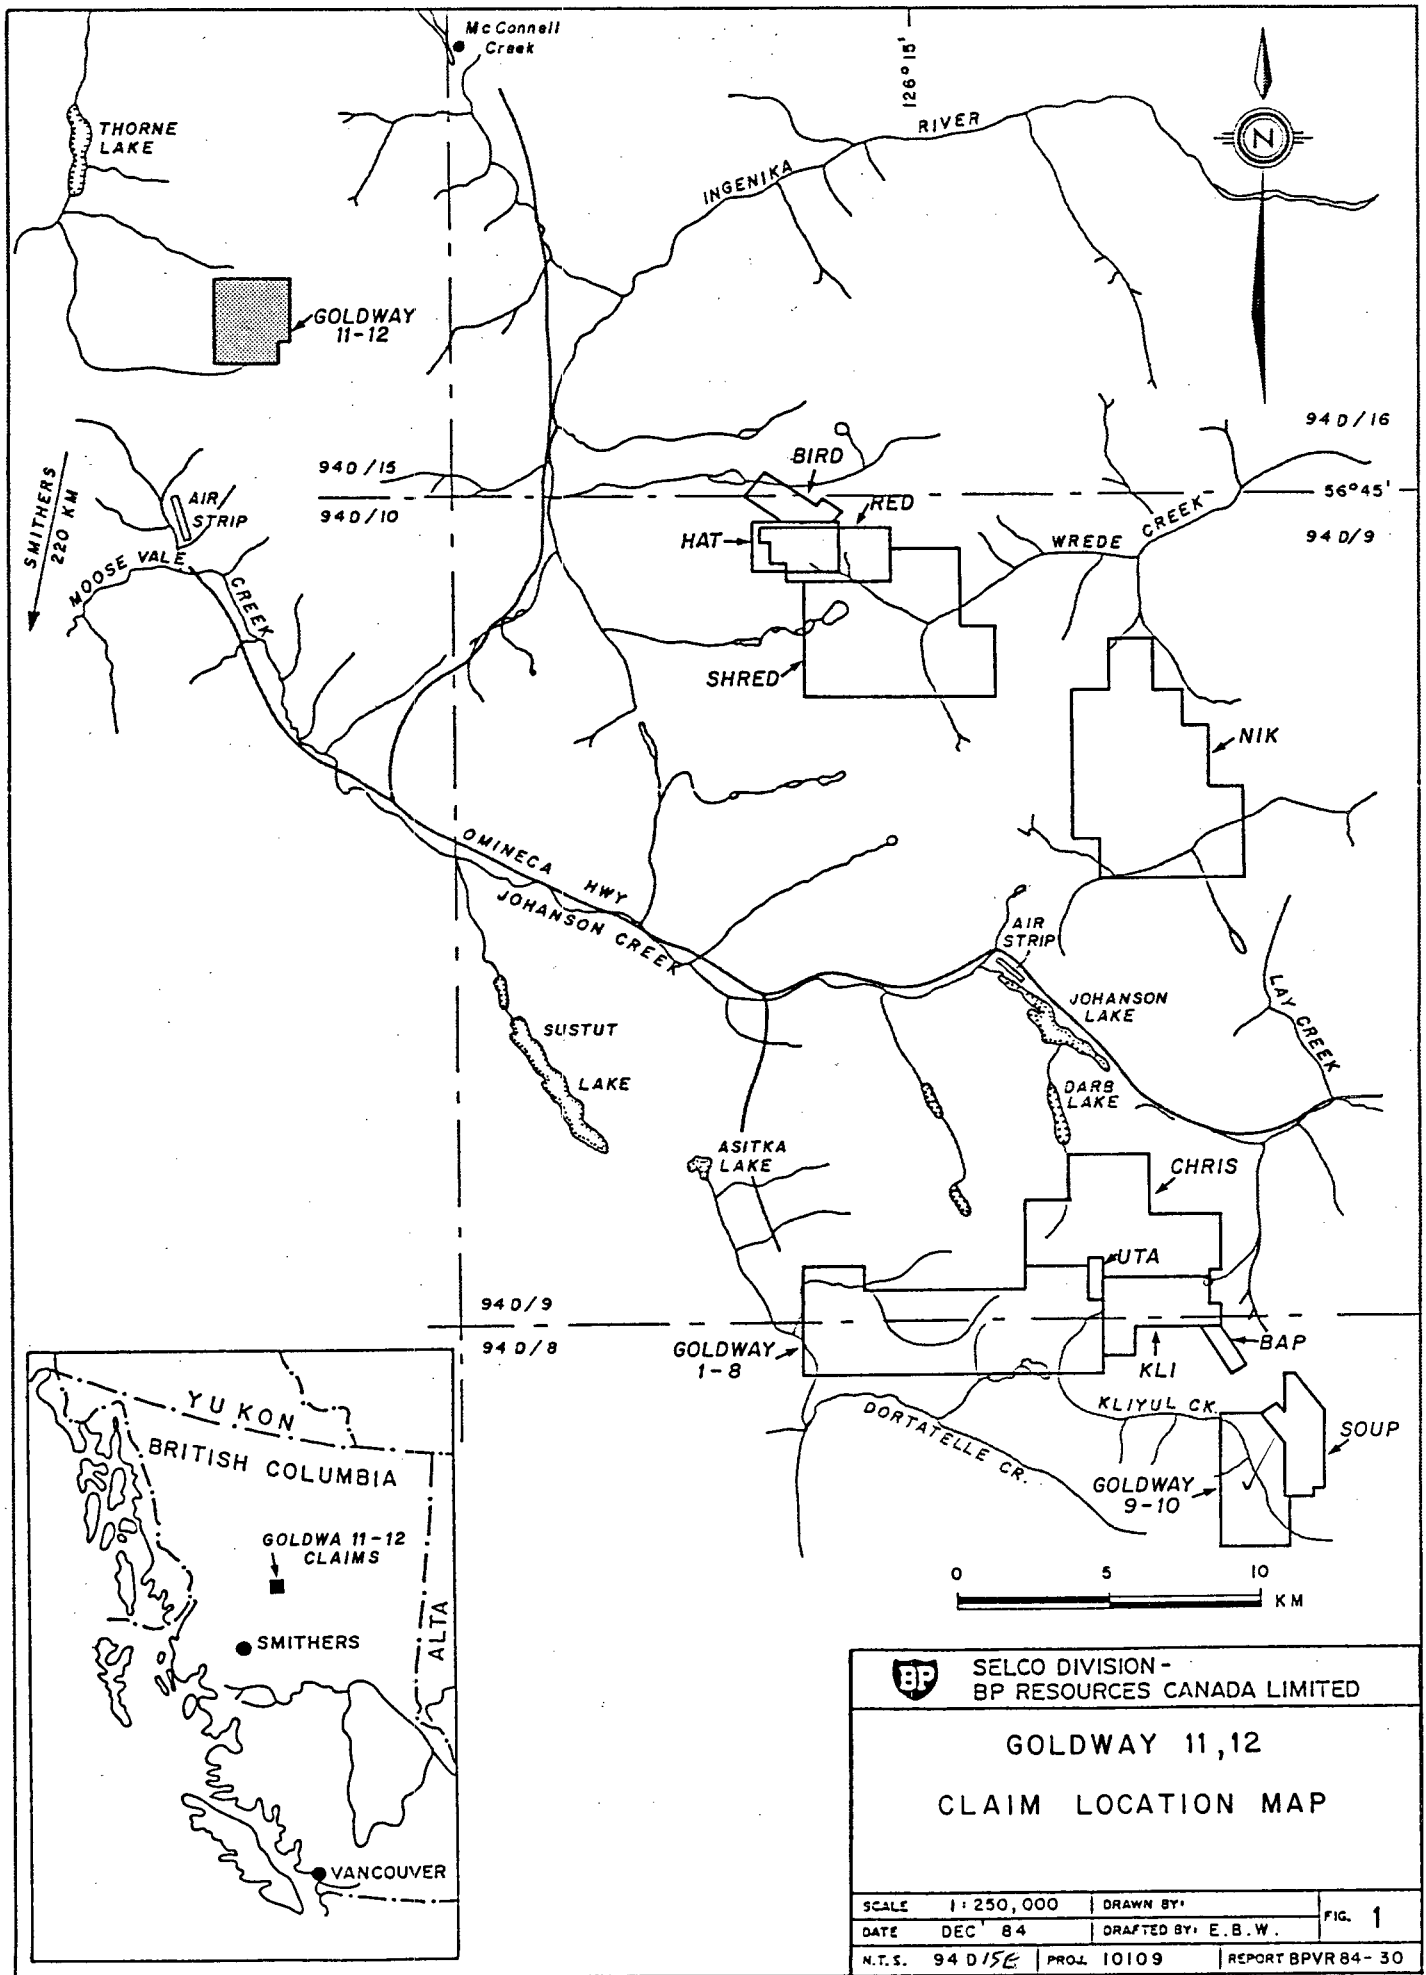 Mc Connell
Creek
126° 15'
THORNE
LAKE
RIVER
INGENIKA
N
GOLDWAY
11-12
94 D/16
94D/15
BIRD
56°45'
SMITHERS
220 KM
AIR/
STRIP
94D/10
RED
HAT
WREDE
CREEK
94 D/9
MOOSE VALE
CREEK
SHRED
NIK
OMINECA
HWY
JOHANSON CREEK
AIR
STRIP
JOHANSON
LAKE
LAY CREEK
SUSTUT
LAKE
DARB
LAKE
ASITKA
LAKE
CHRIS
UTA
94D/9
94D/8
GOLDWAY
1-8
KLI
BAP
DORTATELLE CR.
KLIYUL CK.
SOUP
GOLDWAY
9-10
0 5 10
KM
YUKON
BRITISH COLUMBIA
GOLDWA 11-12
CLAIMS
ALTA
SMITHERS
VANCOUVER
BP
SELCO DIVISION-
BP RESOURCES CANADA LIMITED
GOLDWAY 11,12
CLAIM LOCATION MAP
SCALE 1:250,000 DRAWN BY:
DATE DEC' 84 DRAFTED BY: E.B.W. FIG. 1
N.T.S. 94 D 15E PROJ. 10109 REPORT BPVR 84-30